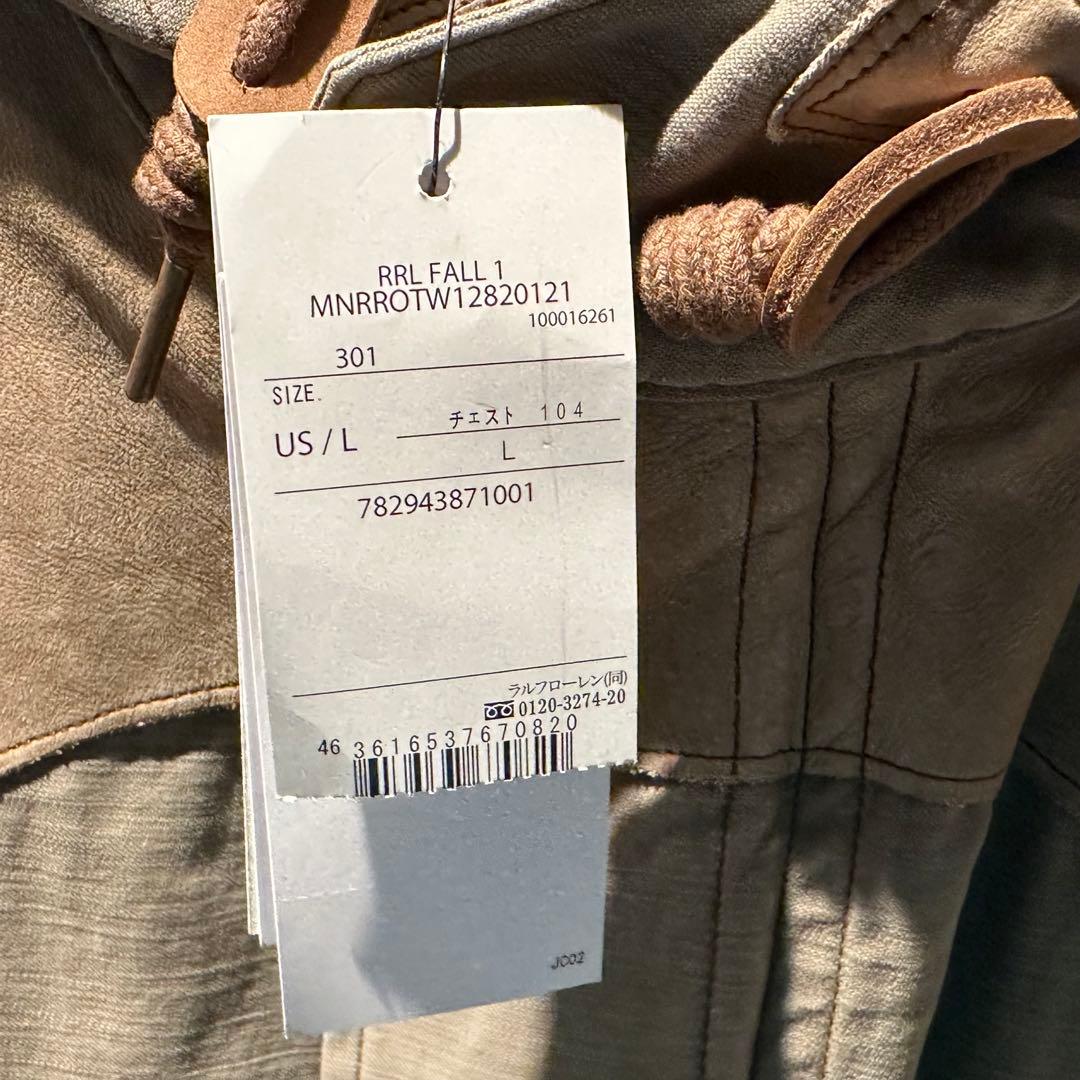 RRL FALL 1
MNRROTW12820121
100016261
301
SIZE.
チェスト 104
US / L
L
782943871001
ラルフローレン(同)
0120-3274-20
46 3616537670820
JC02